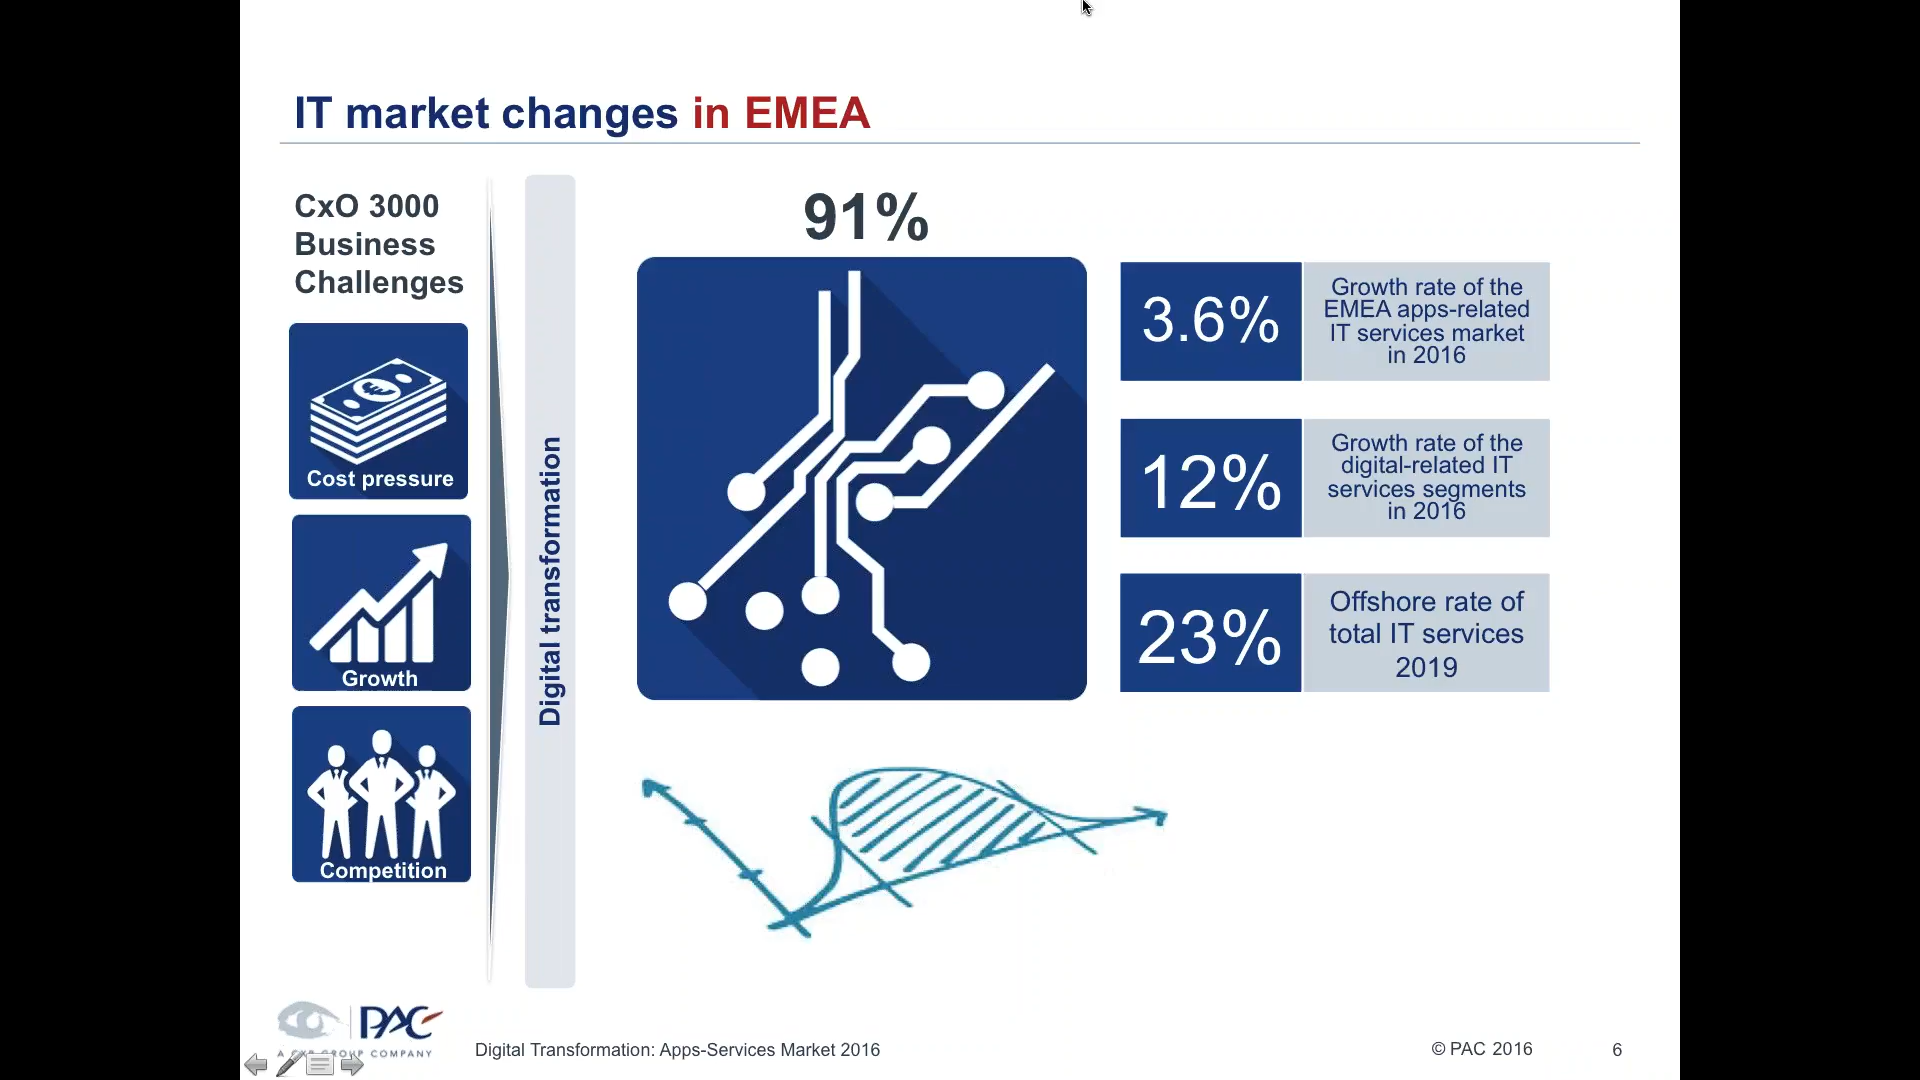 IT market changes in EMEA
CxO 3000
Business
Challenges
Cost pressure
Growth
Competition
Digital transformation
91%
3.6%
Growth rate of the
EMEA apps-related
IT services market
in 2016
12%
Growth rate of the
digital-related IT
services segments
in 2016
23%
Offshore rate of
total IT services
2019
PAC
A CXP GROUP COMPANY
Digital Transformation: Apps-Services Market 2016
© PAC 2016
6